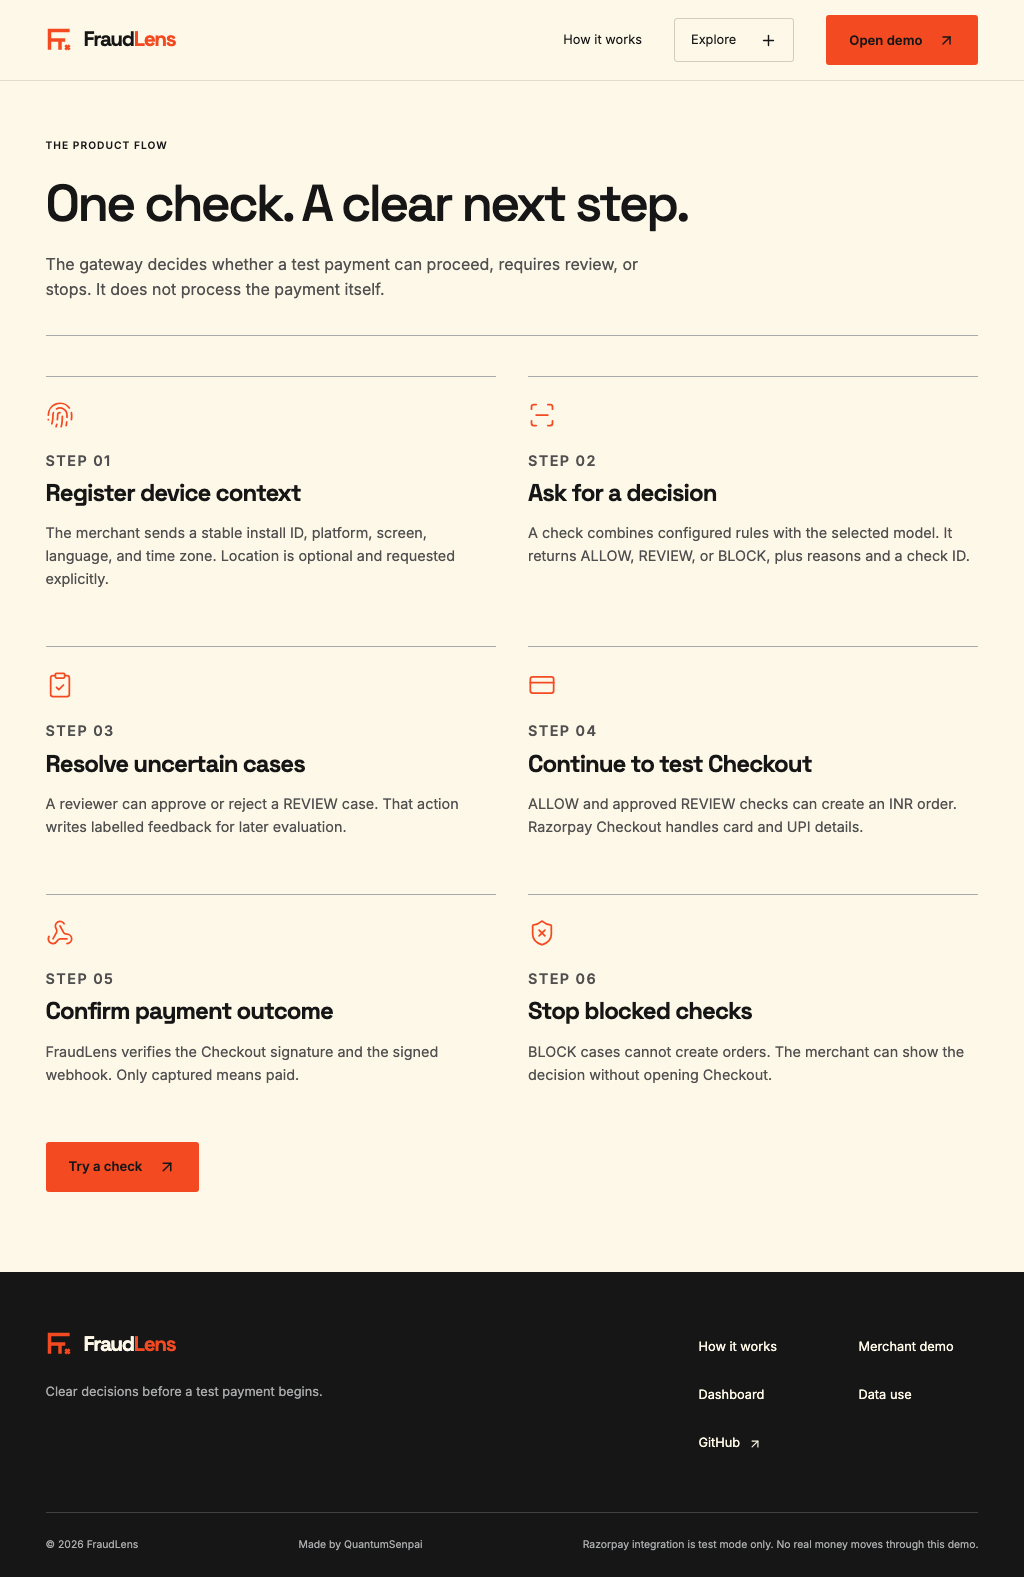 FraudLens
How it works
Explore
Open demo
THE PRODUCT FLOW
One check. A clear next step.
The gateway decides whether a test payment can proceed, requires review, or
stops. It does not process the payment itself.
STEP 01
Register device context
The merchant sends a stable install ID, platform, screen,
language, and time zone. Location is optional and requested
explicitly.
STEP 02
Ask for a decision
A check combines configured rules with the selected model. It
returns ALLOW, REVIEW, or BLOCK, plus reasons and a check ID.
STEP 03
Resolve uncertain cases
A reviewer can approve or reject a REVIEW case. That action
writes labelled feedback for later evaluation.
STEP 04
Continue to test Checkout
ALLOW and approved REVIEW checks can create an INR order.
Razorpay Checkout handles card and UPI details.
STEP 05
Confirm payment outcome
FraudLens verifies the Checkout signature and the signed
webhook. Only captured means paid.
STEP 06
Stop blocked checks
BLOCK cases cannot create orders. The merchant can show the
decision without opening Checkout.
Try a check
FraudLens
Clear decisions before a test payment begins.
How it works
Merchant demo
Dashboard
Data use
GitHub
© 2026 FraudLens
Made by QuantumSenpai
Razorpay integration is test mode only. No real money moves through this demo.